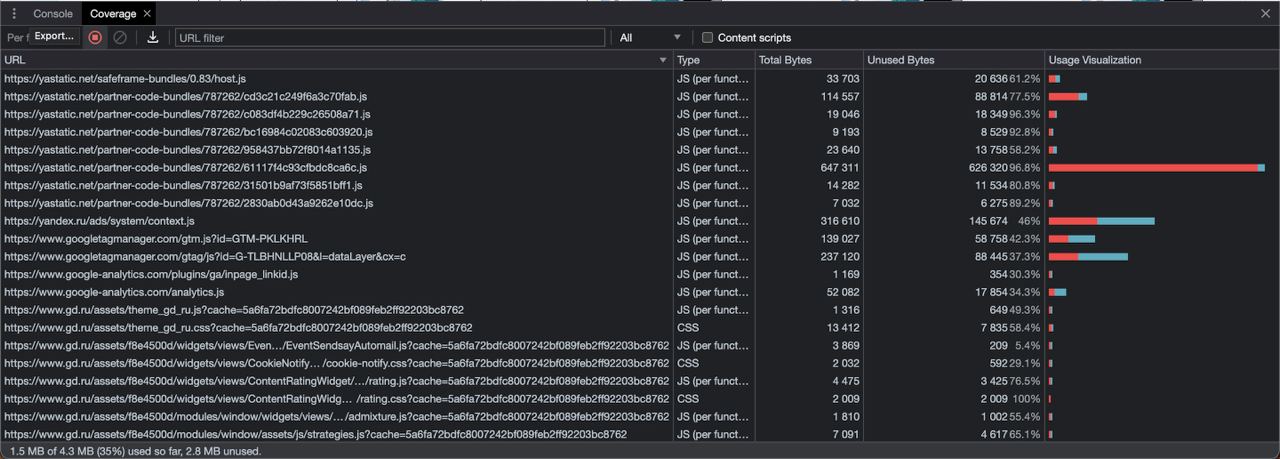 Console Coverage
Per f Export... URL filter All Content scripts
URL Type Total Bytes Unused Bytes Usage Visualization
https://yastatic.net/safeframe-bundles/0.83/host.js JS (per funct... 33 703 20 636 61.2%
https://yastatic.net/partner-code-bundles/787262/cd3c21c249f6a3c70fab.js JS (per funct... 114 557 88 814 77.5%
https://yastatic.net/partner-code-bundles/787262/c083df4b229c26508a71.js JS (per funct... 19 046 18 349 96.3%
https://yastatic.net/partner-code-bundles/787262/bc16984c02083c603920.js JS (per funct... 9 193 8 529 92.8%
https://yastatic.net/partner-code-bundles/787262/958437bb72f8014a1135.js JS (per funct... 23 640 13 758 58.2%
https://yastatic.net/partner-code-bundles/787262/61117f4c93cfbdc8ca6c.js JS (per funct... 647 311 626 320 96.8%
https://yastatic.net/partner-code-bundles/787262/31501b9af73f5851bff1.js JS (per funct... 14 282 11 534 80.8%
https://yastatic.net/partner-code-bundles/787262/2830ab0d43a9262e10dc.js JS (per funct... 7 032 6 275 89.2%
https://yandex.ru/ads/system/context.js JS (per funct... 316 610 145 674 46%
https://www.googletagmanager.com/gtm.js?id=GTM-PKLKHRL JS (per funct... 139 027 58 758 42.3%
https://www.googletagmanager.com/gtag/js?id=G-TLBHNLLP08&l=dataLayer&cx=c JS (per funct... 237 120 88 445 37.3%
https://www.google-analytics.com/plugins/ga/inpage_linkid.js JS (per funct... 1 169 354 30.3%
https://www.google-analytics.com/analytics.js JS (per funct... 52 082 17 854 34.3%
https://www.gd.ru/assets/theme_gd_ru.js?cache=5a6fa72bdfc8007242bf089feb2ff92203bc8762 JS (per funct... 1 316 649 49.3%
https://www.gd.ru/assets/theme_gd_ru.css?cache=5a6fa72bdfc8007242bf089feb2ff92203bc8762 CSS 13 412 7 835 58.4%
https://www.gd.ru/assets/f8e4500d/widgets/views/Even… /EventSendsayAutomail.js?cache=5a6fa72bdfc8007242bf089feb2ff92203bc8762 JS (per funct... 3 869 209 5.4%
https://www.gd.ru/assets/f8e4500d/widgets/views/CookieNotify… /cookie-notify.css?cache=5a6fa72bdfc8007242bf089feb2ff92203bc8762 CSS 2 032 592 29.1%
https://www.gd.ru/assets/f8e4500d/widgets/views/ContentRatingWidget/… /rating.js?cache=5a6fa72bdfc8007242bf089feb2ff92203bc8762 JS (per funct... 4 475 3 425 76.5%
https://www.gd.ru/assets/f8e4500d/widgets/views/ContentRatingWidg… /rating.css?cache=5a6fa72bdfc8007242bf089feb2ff92203bc8762 CSS 2 009 2 009 100%
https://www.gd.ru/assets/f8e4500d/modules/window/widgets/views/… /admixture.js?cache=5a6fa72bdfc8007242bf089feb2ff92203bc8762 JS (per funct... 1 810 1 002 55.4%
https://www.gd.ru/assets/f8e4500d/modules/window/assets/js/strategies.js?cache=5a6fa72bdfc8007242bf089feb2ff92203bc8762 JS (per funct... 7 091 4 617 65.1%
1.5 MB of 4.3 MB (35%) used so far, 2.8 MB unused.